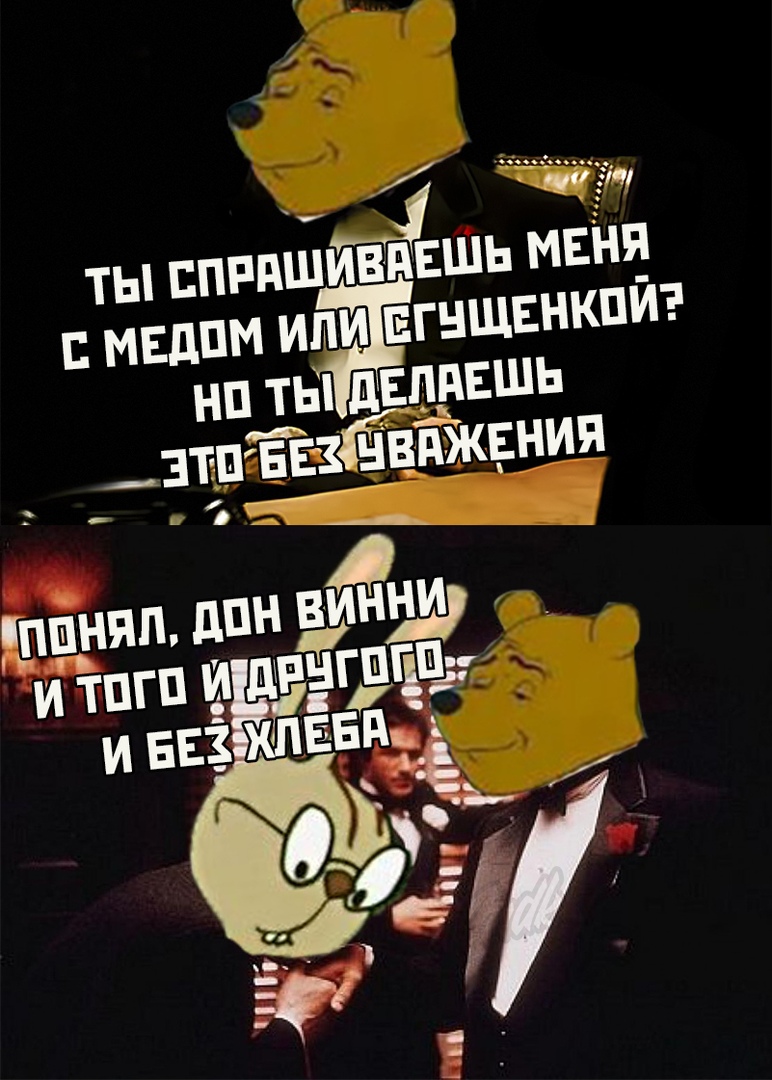 ТЫ СПРАШИВАЕШЬ МЕНЯ
С МЕДОМ ИЛИ СГУЩЕНКОЙ?
НО ТЫ ДЕЛАЕШЬ
ЭТО БЕЗ УВАЖЕНИЯ
ПОНЯЛ, ДОН ВИННИ
И ТОГО И ДРУГОГО
И БЕЗ ХЛЕБА